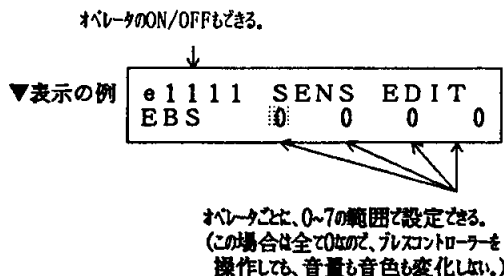 オペレータのON/OFFもできる。
▼表示の例
e1111 SENS EDIT
EBS 0 0 0 0
オペレータごとに、0~7の範囲で設定できる。
(この場合は全て0なので、ブレスコントローラーを
操作しても、音量も音色も変化しない。)